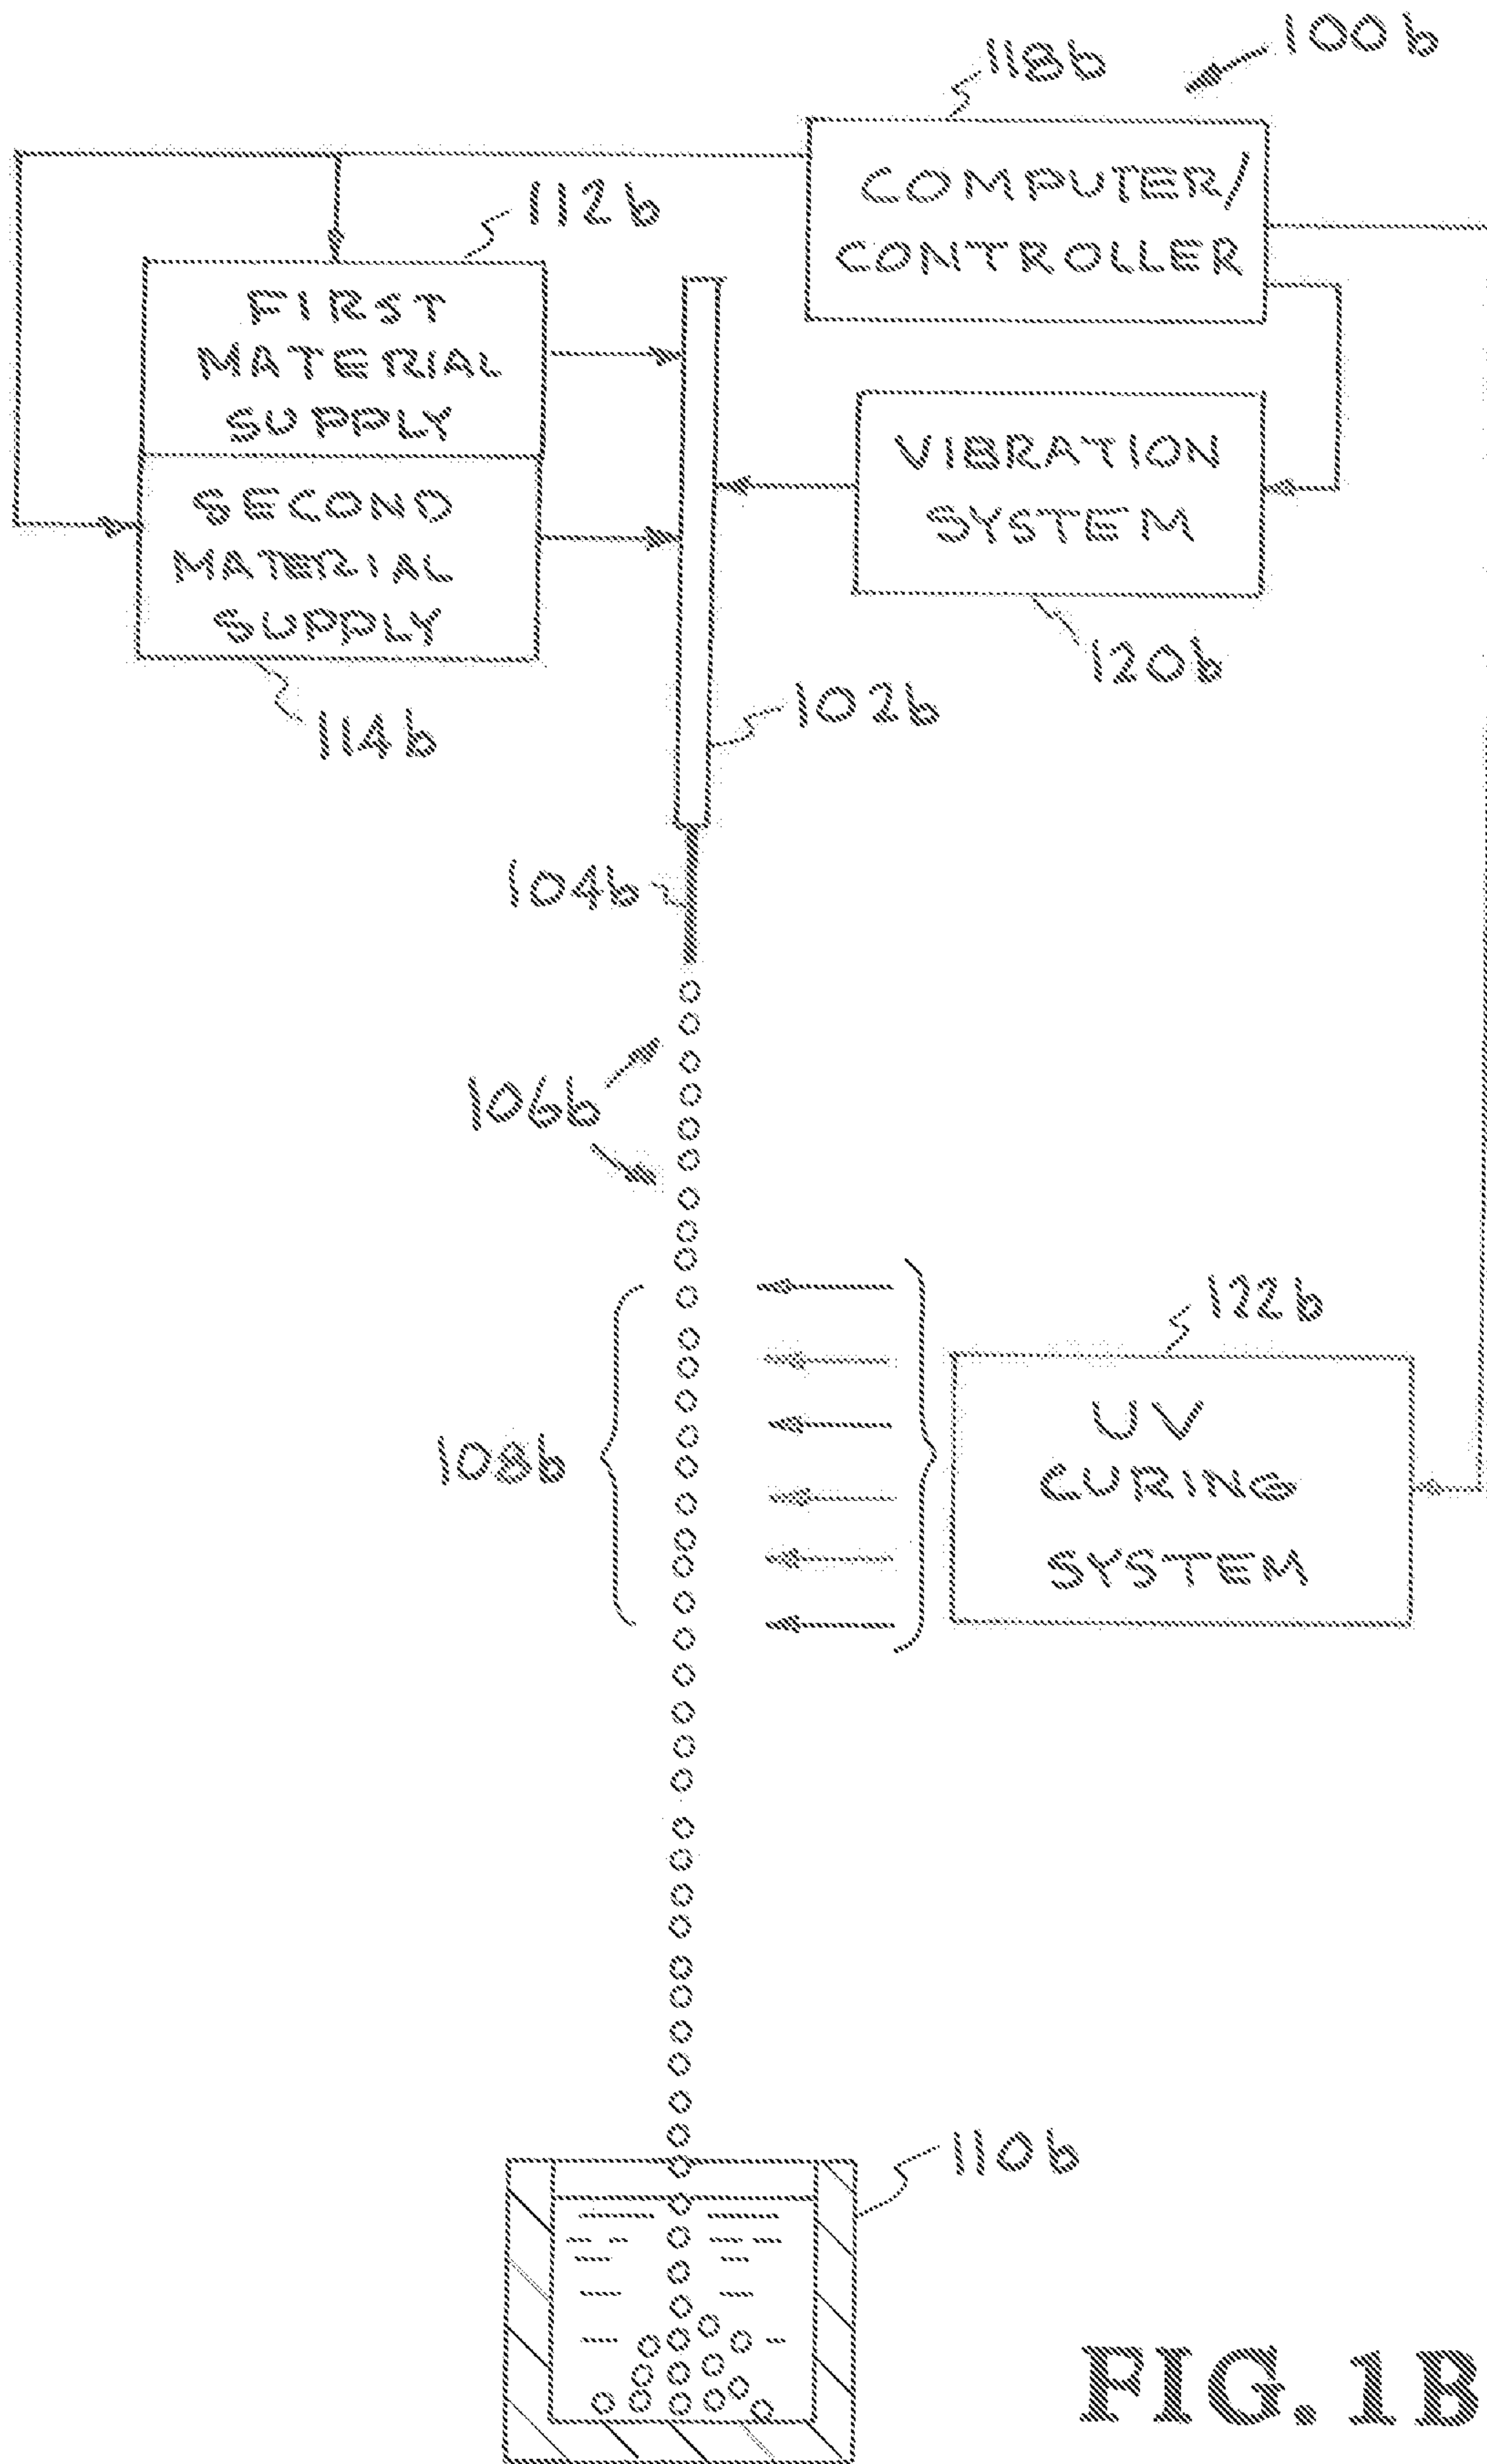 100b
118b
COMPUTER/
CONTROLLER
112b
FIRST
MATERIAL
SUPPLY
SECOND
MATERIAL
SUPPLY
114b
VIBRATION
SYSTEM
120b
102b
104b
106b
108b
122b
UV
CURING
SYSTEM
110b
FIG. 1B